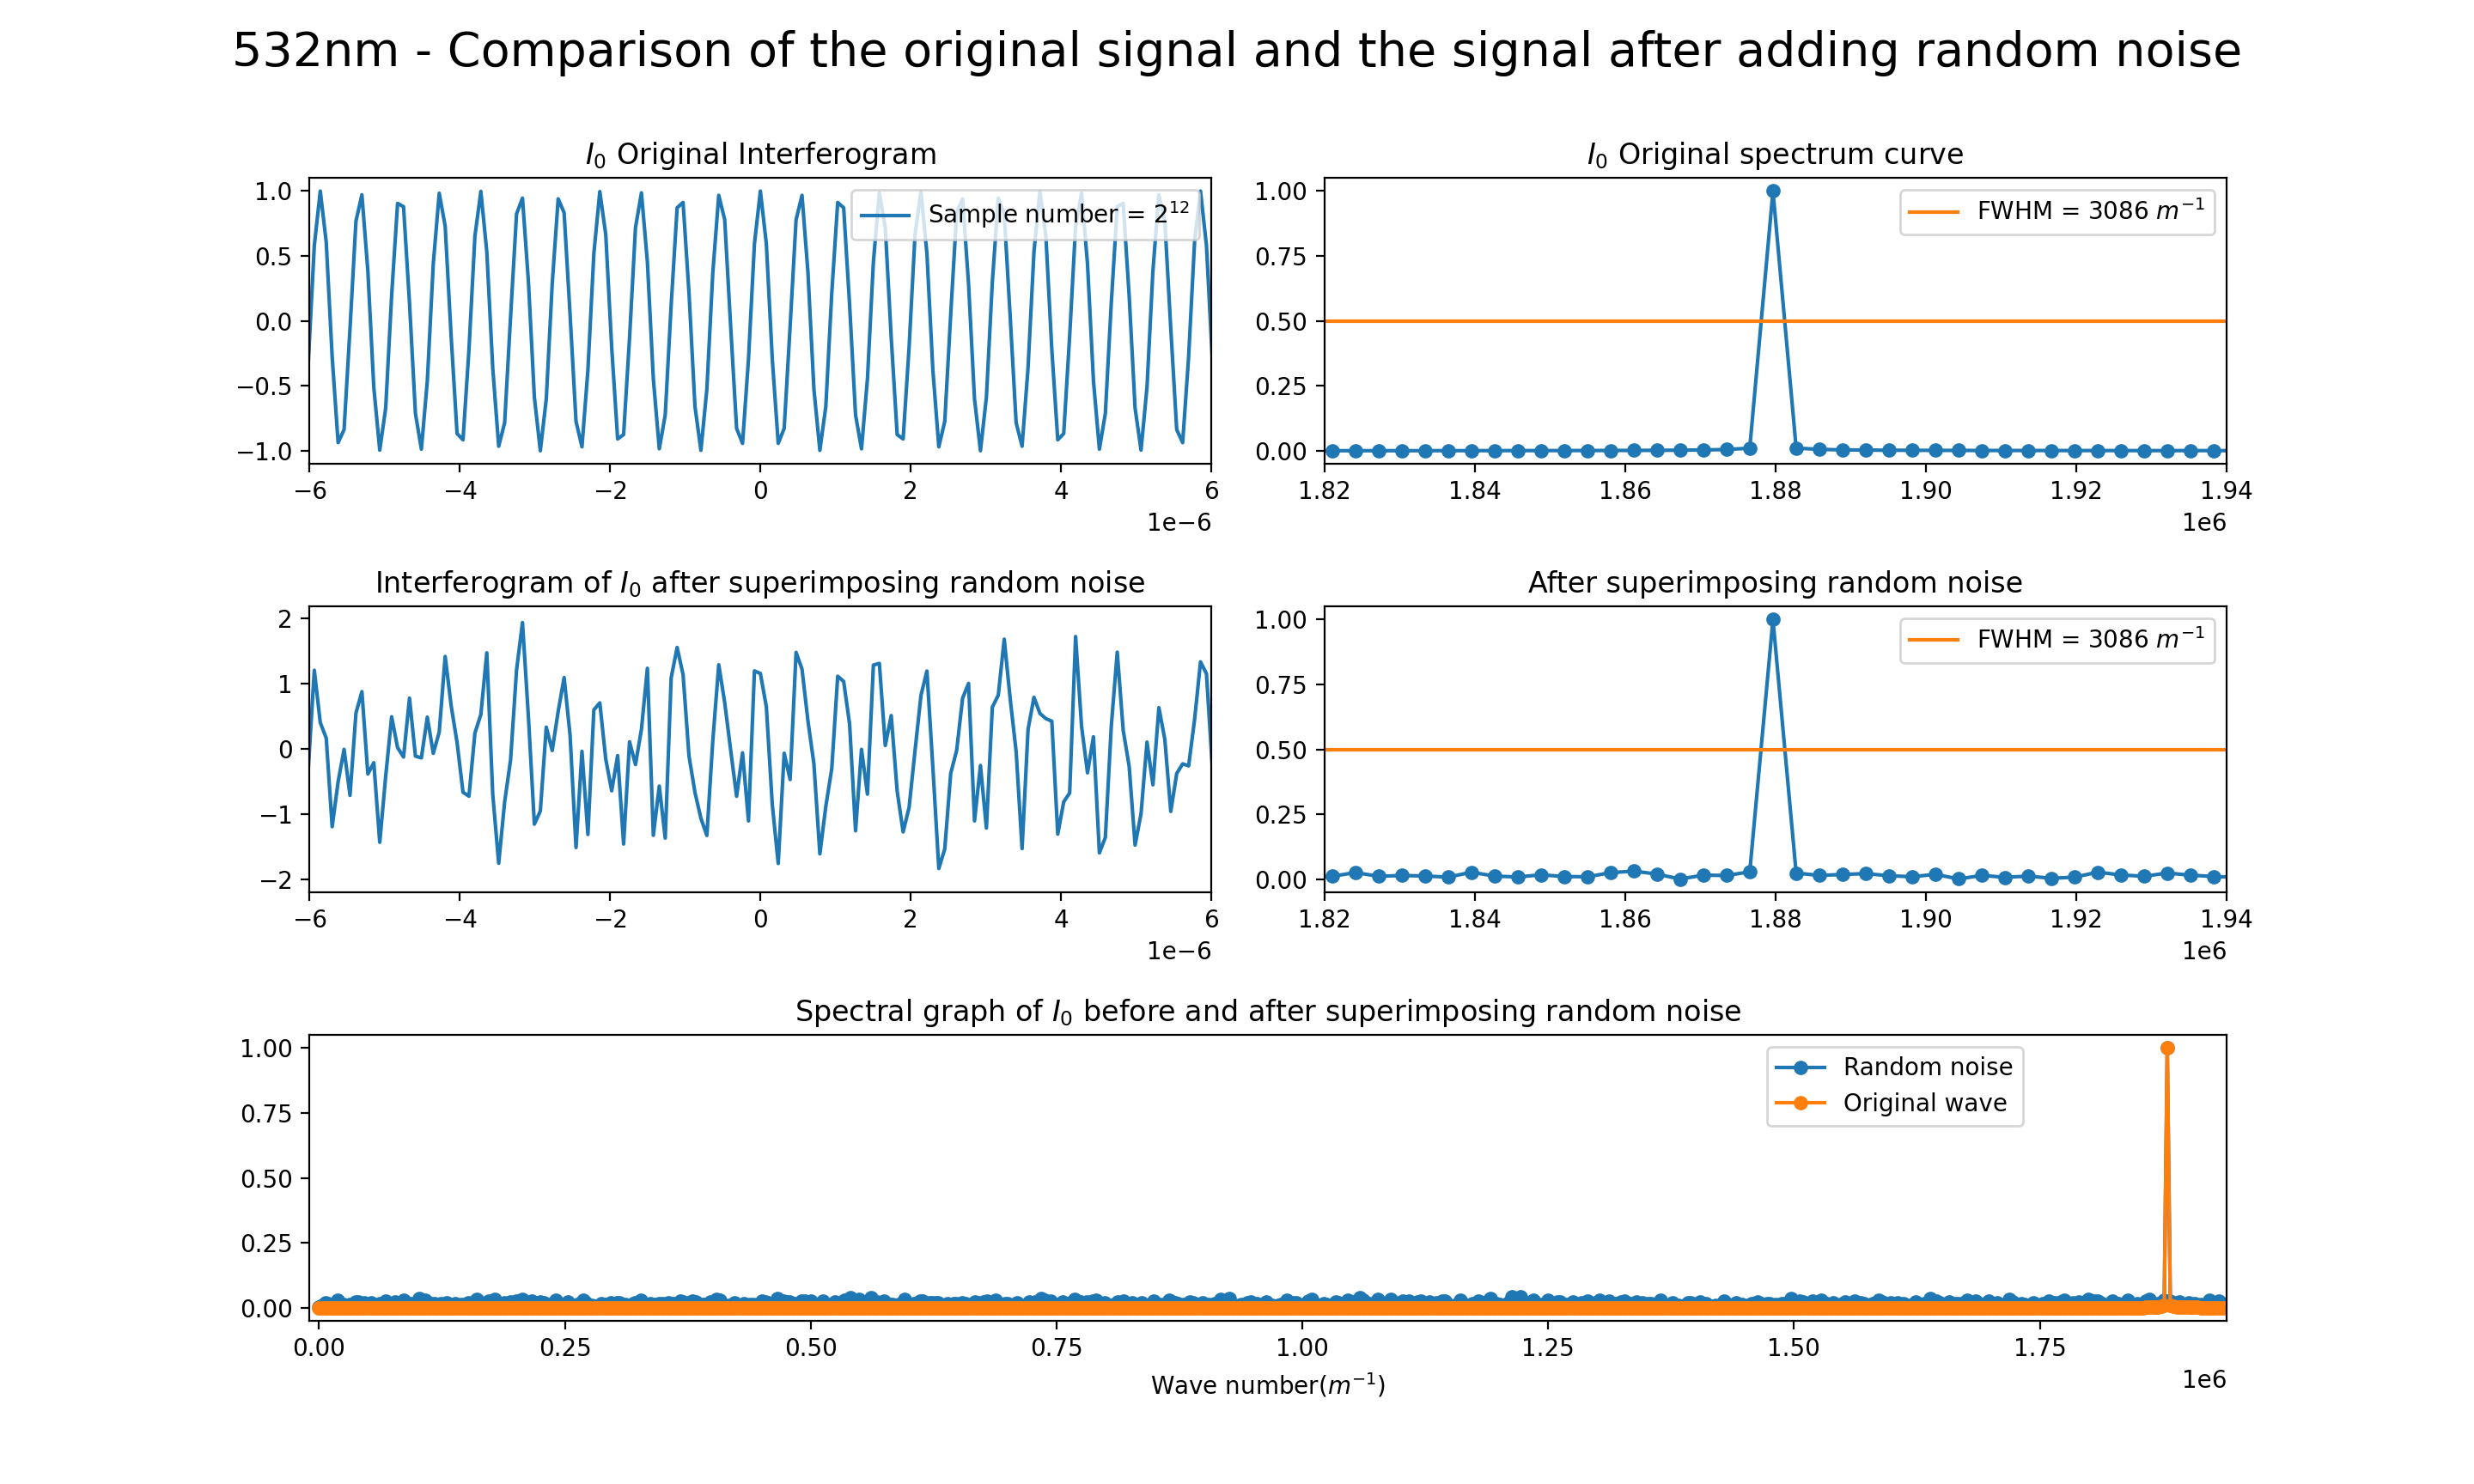 532nm - Comparison of the original signal and the signal after adding random noise
I₀ Original Interferogram
1.0
0.5
0.0
−0.5
−1.0
Sample number = 2¹²
−6 −4 −2 0 2 4 6
1e−6
I₀ Original spectrum curve
1.00
0.75
0.50
0.25
0.00
FWHM = 3086 m⁻¹
1.82 1.84 1.86 1.88 1.90 1.92 1.94
1e6
Interferogram of I₀ after superimposing random noise
2
1
0
−1
−2
−6 −4 −2 0 2 4 6
1e−6
After superimposing random noise
1.00
0.75
0.50
0.25
0.00
FWHM = 3086 m⁻¹
1.82 1.84 1.86 1.88 1.90 1.92 1.94
1e6
Spectral graph of I₀ before and after superimposing random noise
1.00
0.75
0.50
0.25
0.00
Random noise
Original wave
0.00 0.25 0.50 0.75 1.00 1.25 1.50 1.75
1e6
Wave number(m⁻¹)